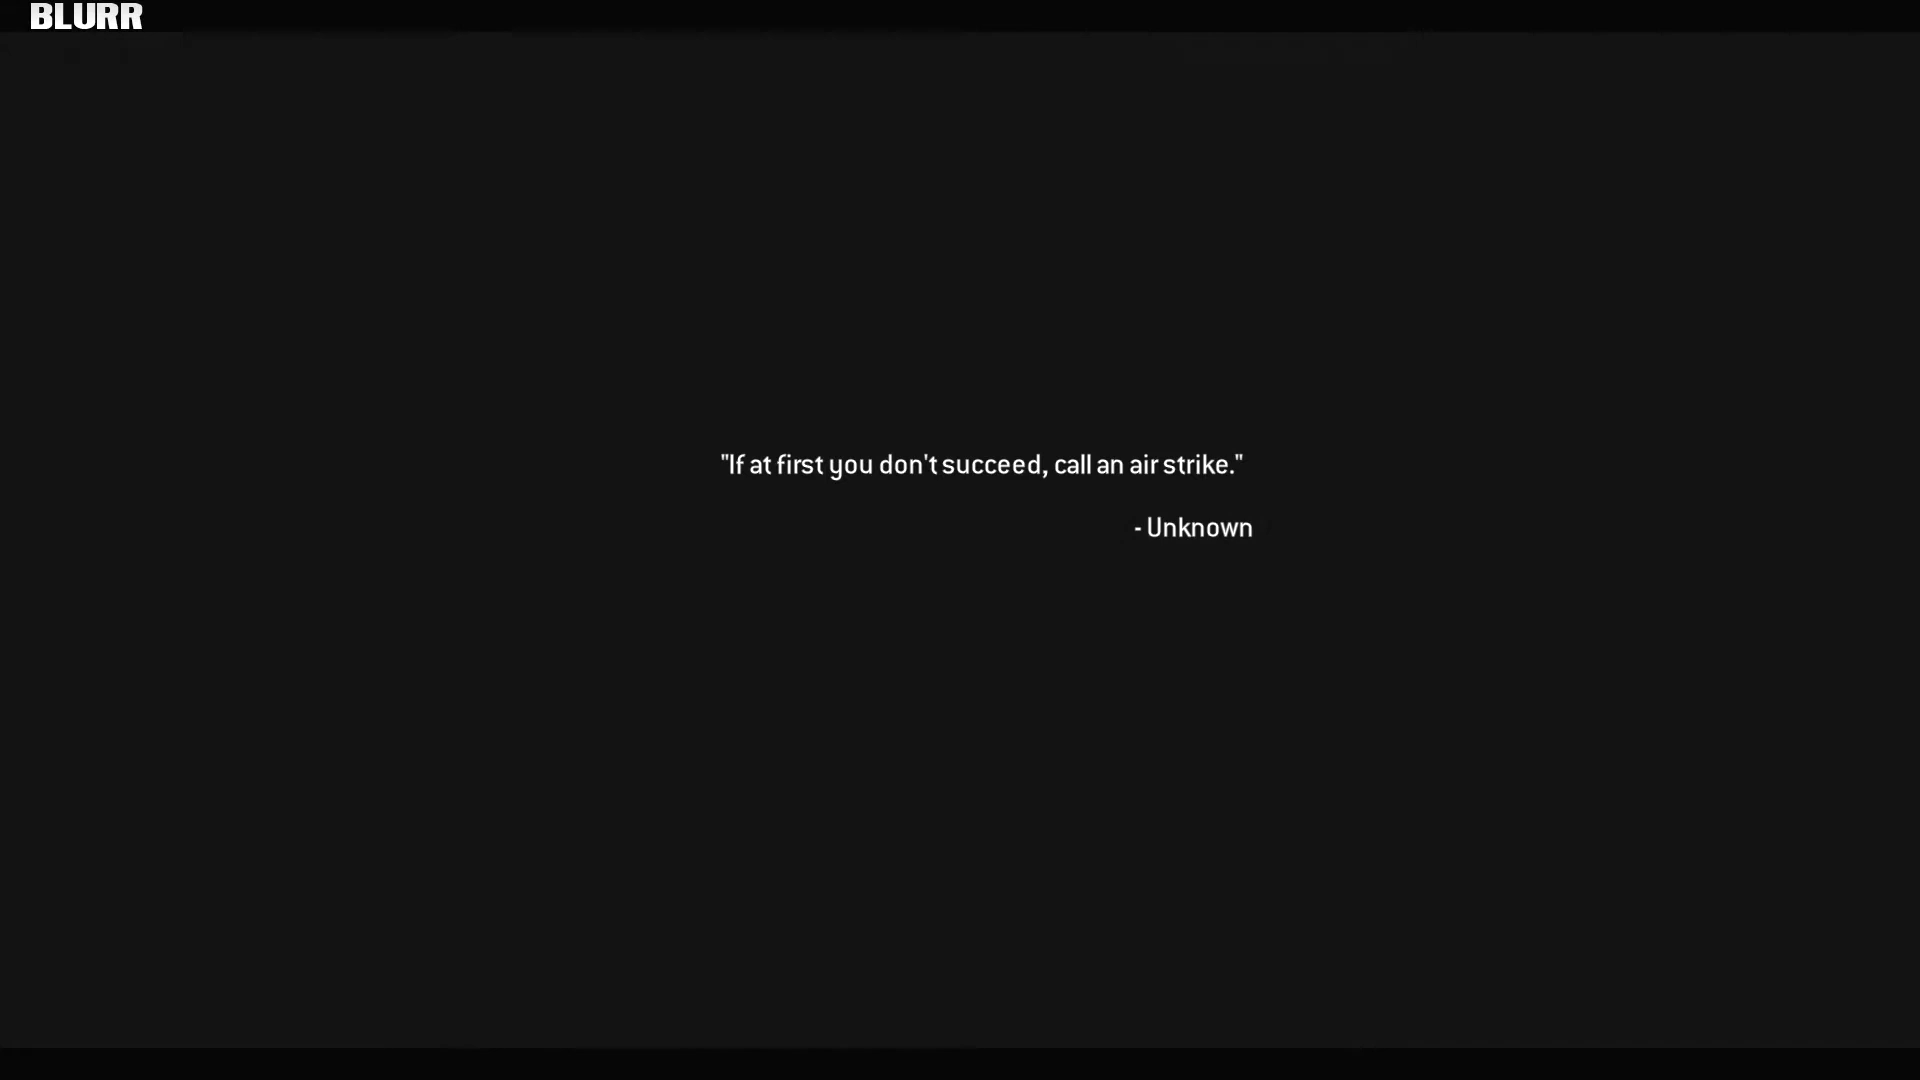 BLURR
"If at first you don't succeed, call an air strike."
- Unknown